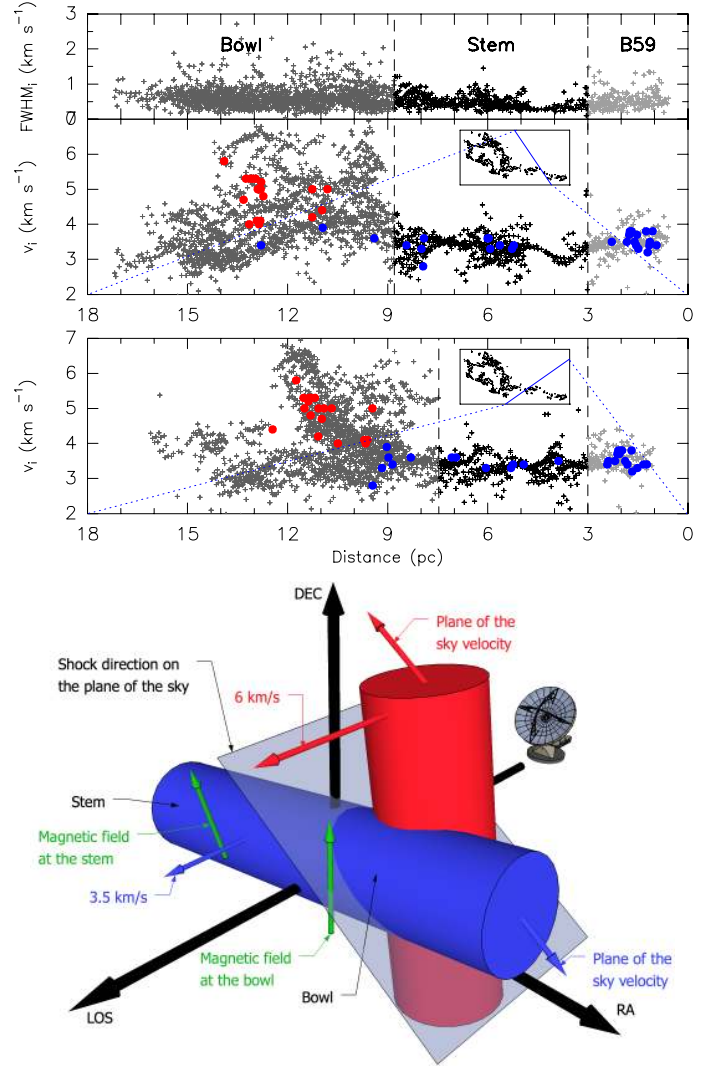 Bowl Stem B59
FWHMᵢ (km s⁻¹)
3
2
1
0
vᵢ (km s⁻¹)
6
5
4
3
2
18 15 12 9 6 3 0
vᵢ (km s⁻¹)
7
6
5
4
3
2
18 15 12 9 6 3 0
Distance (pc)
DEC
Plane of the
sky velocity
Shock direction on
the plane of the sky
6 km/s
Stem
Magnetic field
at the stem
3.5 km/s
Magnetic field
at the bowl
Bowl
Plane of the
sky velocity
LOS
RA